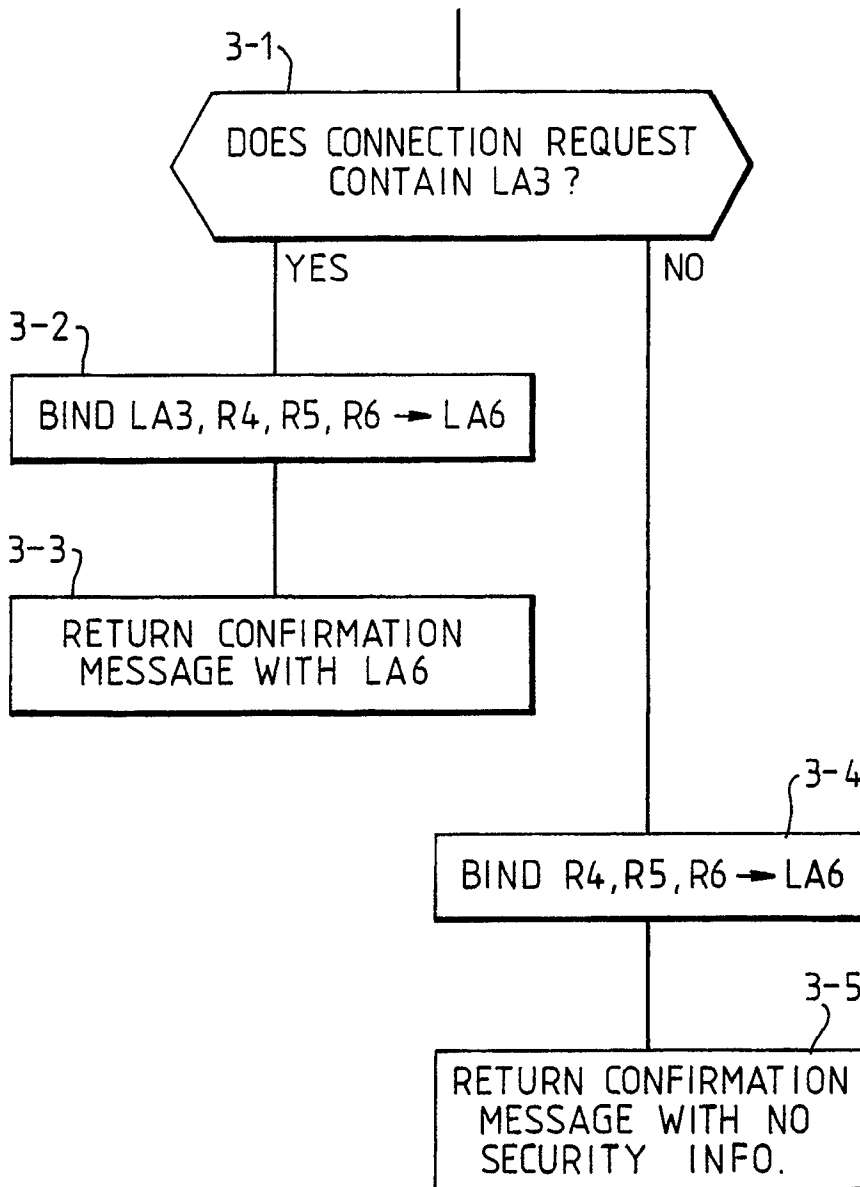 3-1
DOES CONNECTION REQUEST
CONTAIN LA3 ?
YES
NO
3-2
BIND LA3, R4, R5, R6 → LA6
3-3
RETURN CONFIRMATION
MESSAGE WITH LA6
3-4
BIND R4, R5, R6 → LA6
3-5
RETURN CONFIRMATION
MESSAGE WITH NO
SECURITY INFO.